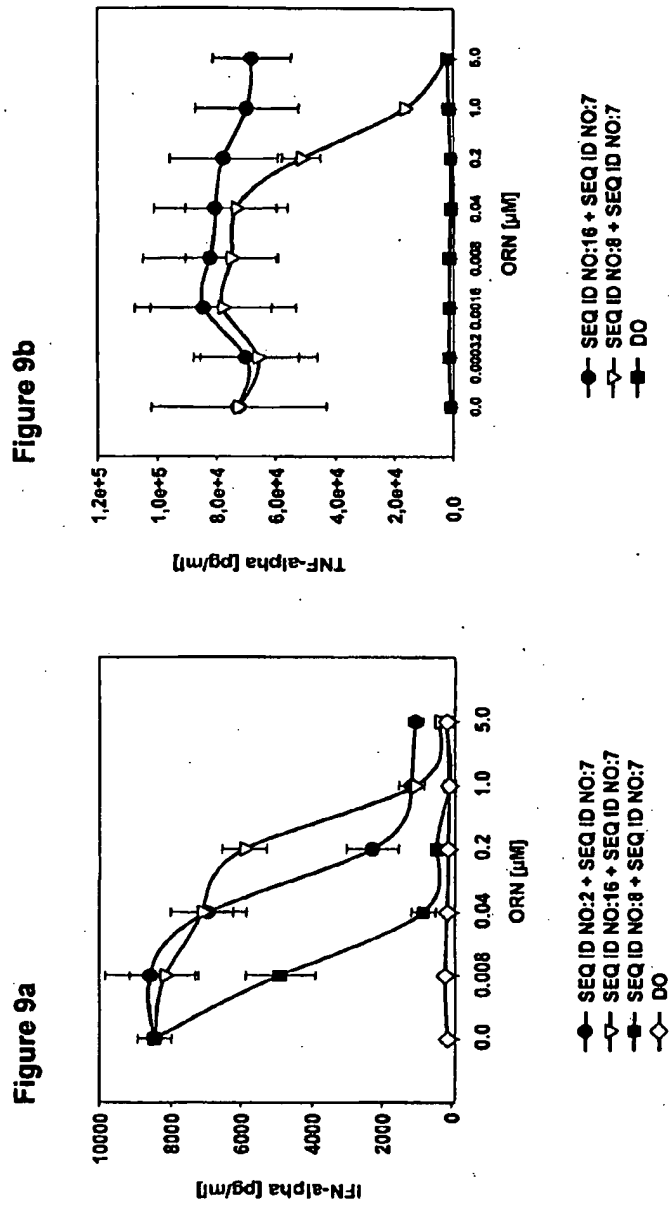 Figure 9a
IFN-alpha [pg/ml]
10000
8000
6000
4000
2000
0
0.0 0.008 0.04 0.2 1.0 5.0
ORN [µM]
SEQ ID NO:2 + SEQ ID NO:7
SEQ ID NO:16 + SEQ ID NO:7
SEQ ID NO:8 + SEQ ID NO:7
DO
Figure 9b
TNF-alpha [pg/ml]
1,2e+5
1,0e+5
8,0e+4
6,0e+4
4,0e+4
2,0e+4
0,0
0.0 0.00032 0.0016 0.008 0.04 0.2 1.0 5.0
ORN [µM]
SEQ ID NO:16 + SEQ ID NO:7
SEQ ID NO:8 + SEQ ID NO:7
DO